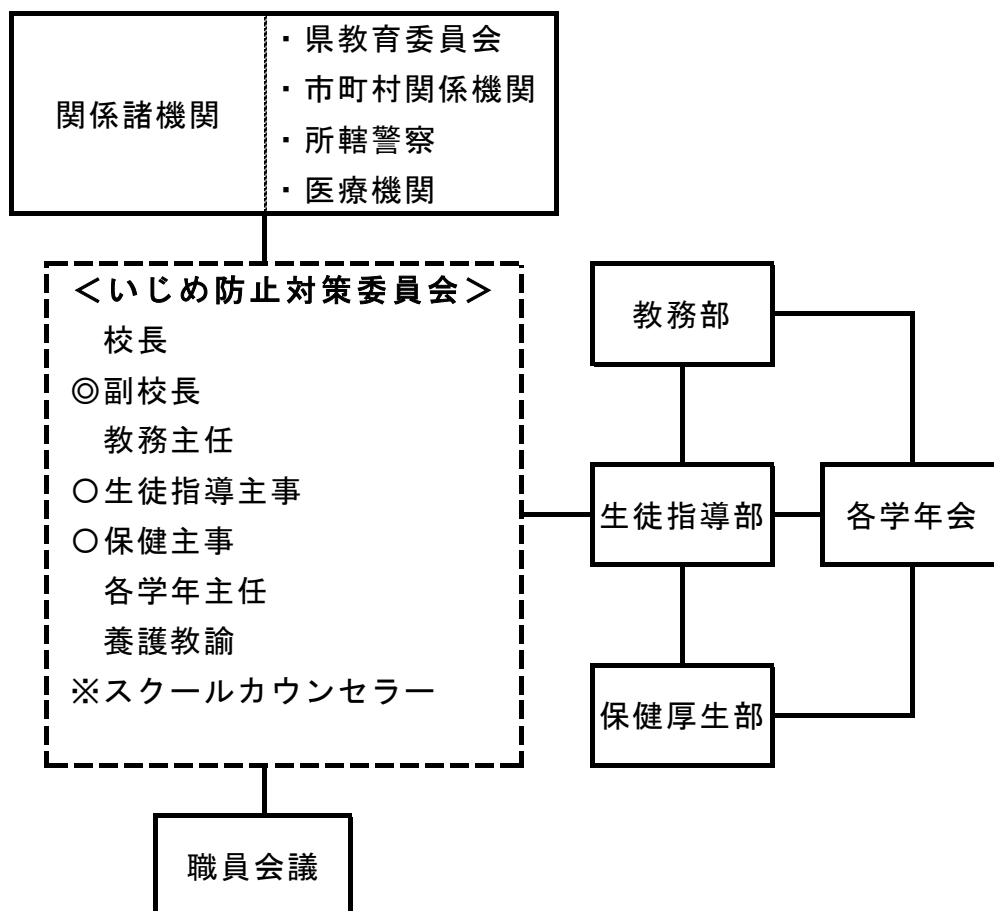 関係諸機関
・県教育委員会
・市町村関係機関
・所轄警察
・医療機関
＜いじめ防止対策委員会＞
校長
◎副校長
教務主任
○生徒指導主事
○保健主事
各学年主任
養護教諭
※スクールカウンセラー
教務部
生徒指導部
各学年会
保健厚生部
職員会議